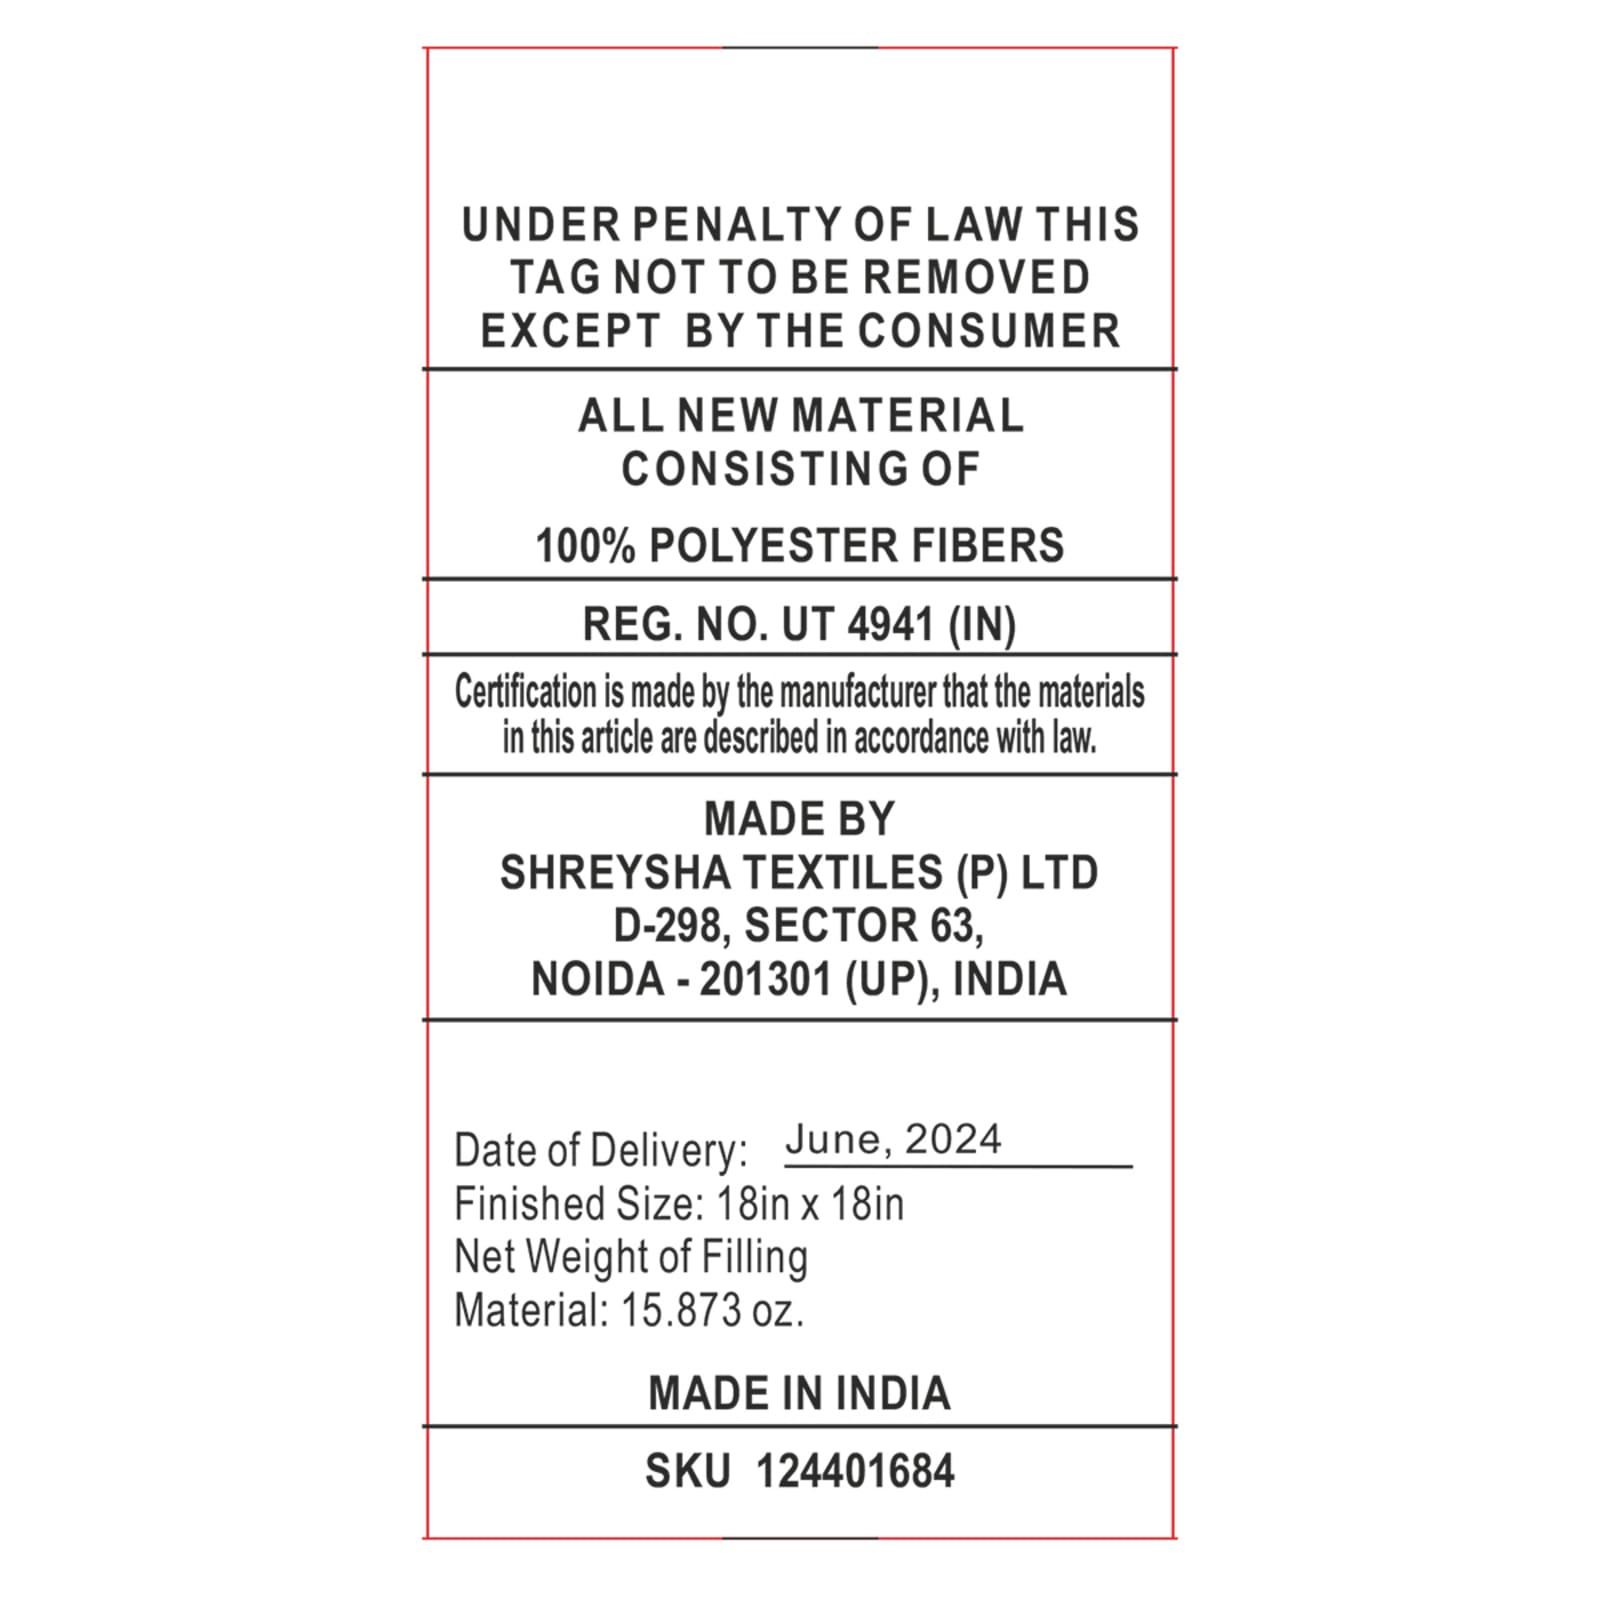 UNDER PENALTY OF LAW THIS
TAG NOT TO BE REMOVED
EXCEPT BY THE CONSUMER
ALL NEW MATERIAL
CONSISTING OF
100% POLYESTER FIBERS
REG. NO. UT 4941 (IN)
Certification is made by the manufacturer that the materials
in this article are described in accordance with law.
MADE BY
SHREYSHA TEXTILES (P) LTD
D-298, SECTOR 63,
NOIDA - 201301 (UP), INDIA
Date of Delivery: June, 2024
Finished Size: 18in x 18in
Net Weight of Filling
Material: 15.873 oz.
MADE IN INDIA
SKU 124401684